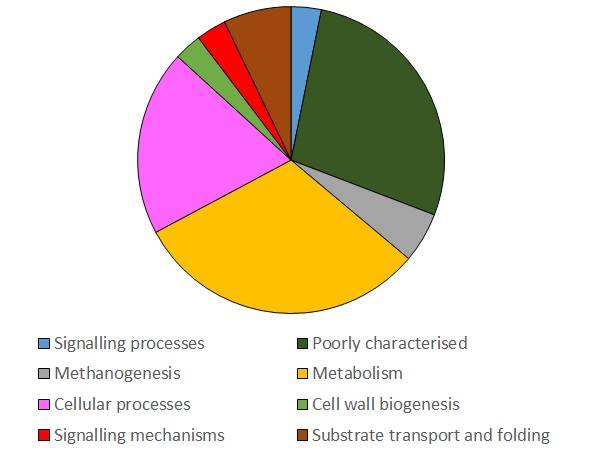 Signalling processes
Poorly characterised
Methanogenesis
Metabolism
Cellular processes
Cell wall biogenesis
Signalling mechanisms
Substrate transport and folding